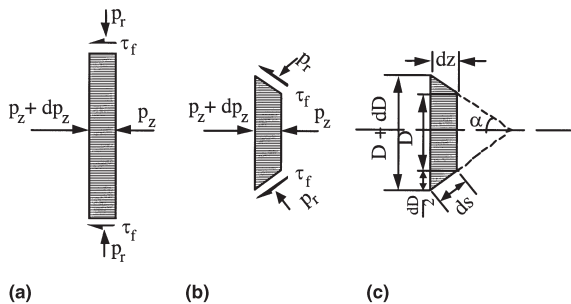 p_r
τ_f
p_z + dp_z
p_z
τ_f
p_r
p_r
τ_f
p_z + dp_z
p_z
τ_f
p_r
dz
D + dD
D
α
dD
2
ds
(a)
(b)
(c)